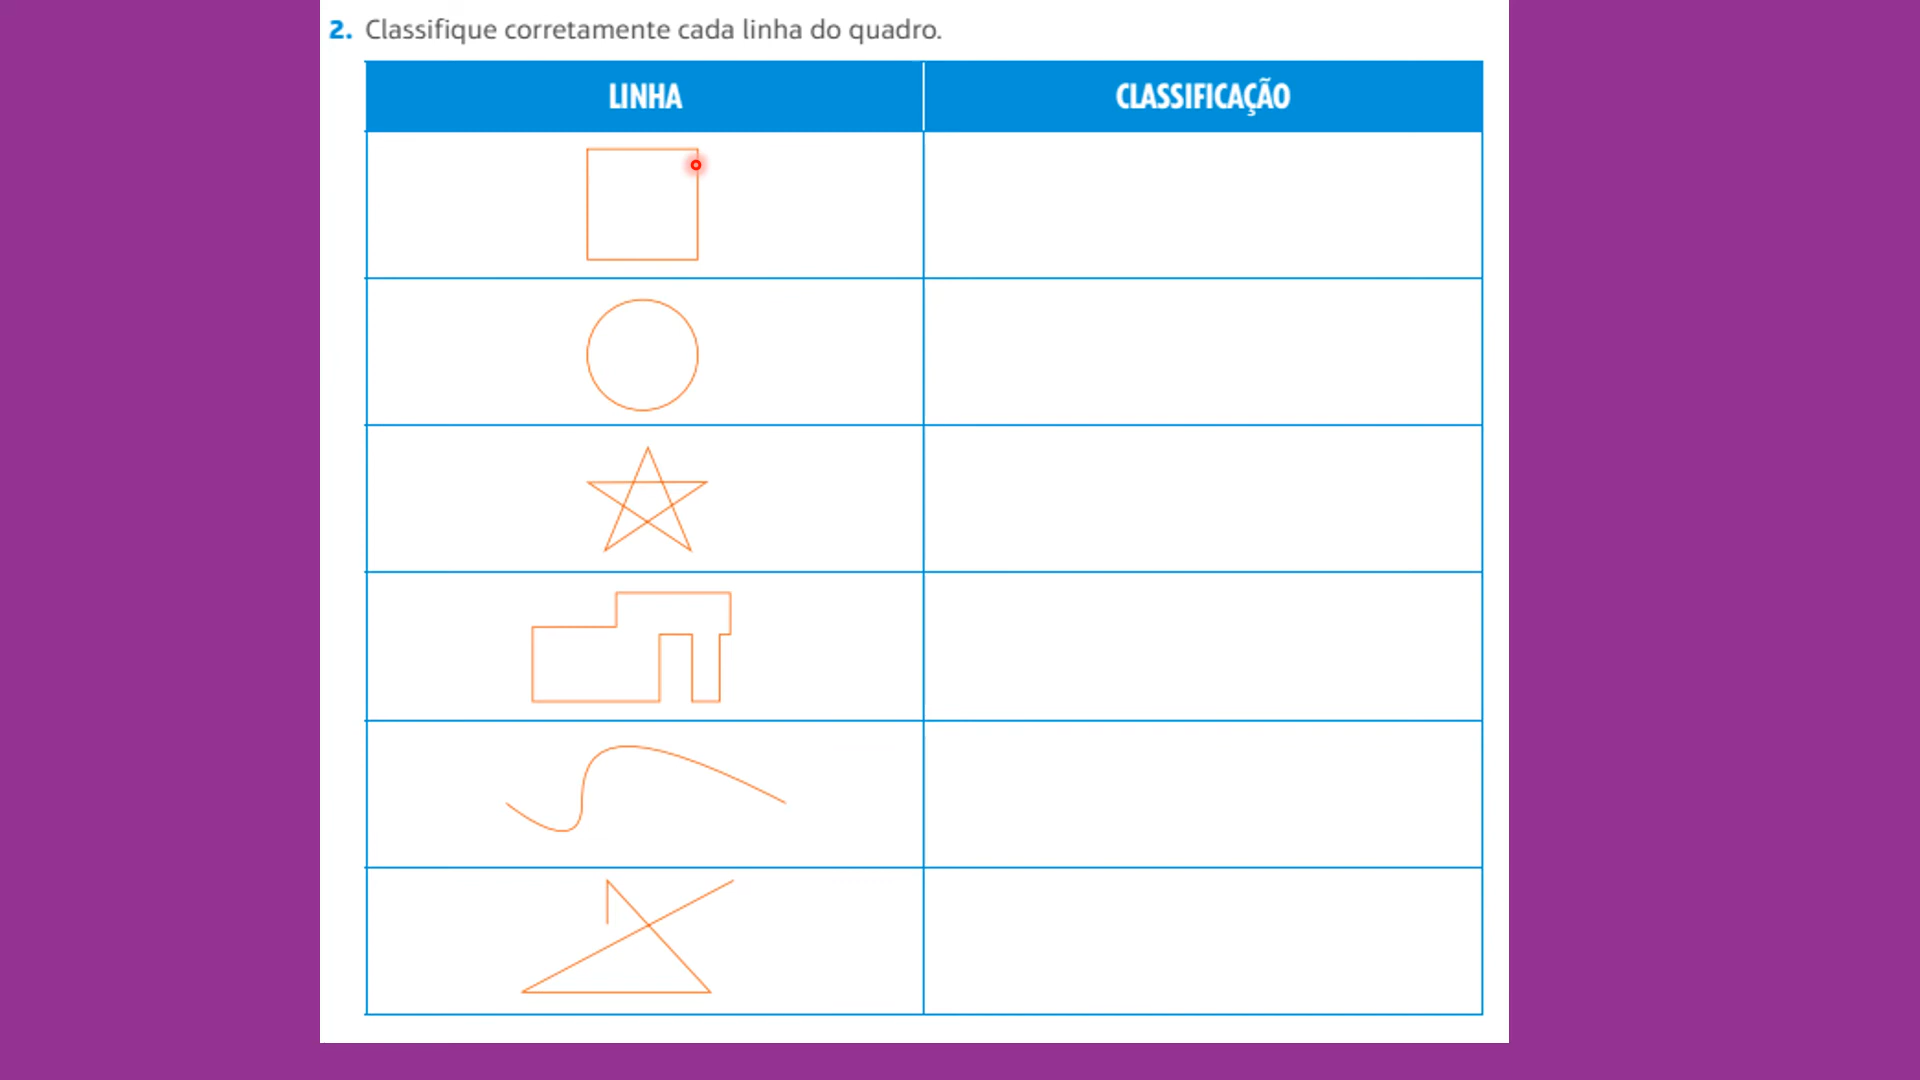 2. Classifique corretamente cada linha do quadro.
LINHA
CLASSIFICAÇÃO